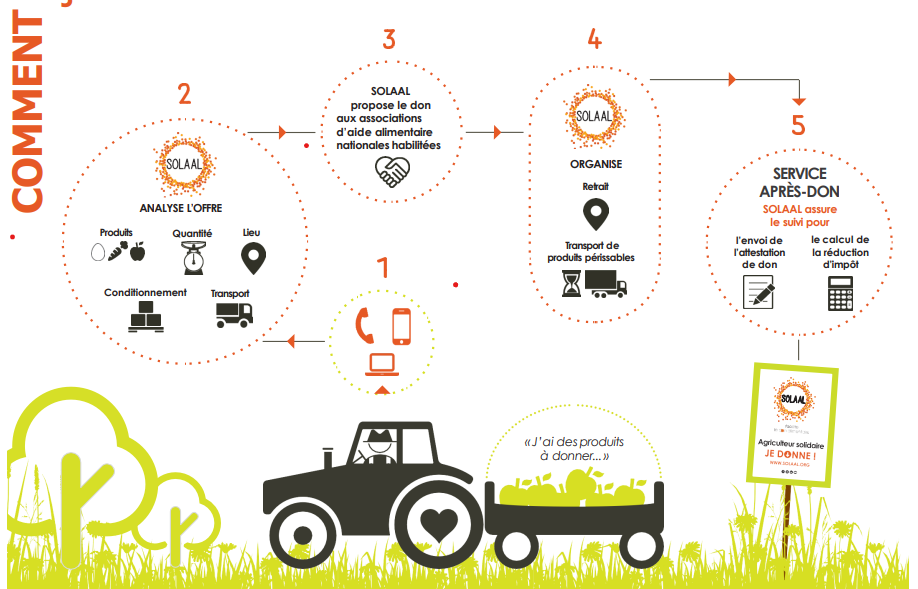 COMMENT
1
«J'ai des produits
à donner...»
2
SOLAAL
ANALYSE L'OFFRE
Produits
Quantité
Lieu
Conditionnement
Transport
3
SOLAAL
propose le don
aux associations
d'aide alimentaire
nationales habilitées
4
SOLAAL
ORGANISE
Retrait
Transport de
produits périssables
5
SERVICE
APRÈS-DON
SOLAAL assure
le suivi pour
l'envoi de
l'attestation
de don
le calcul de
la réduction
d'impôt
SOLAAL
Agriculteur solidaire
JE DONNE !
WWW.SOLAAL.ORG